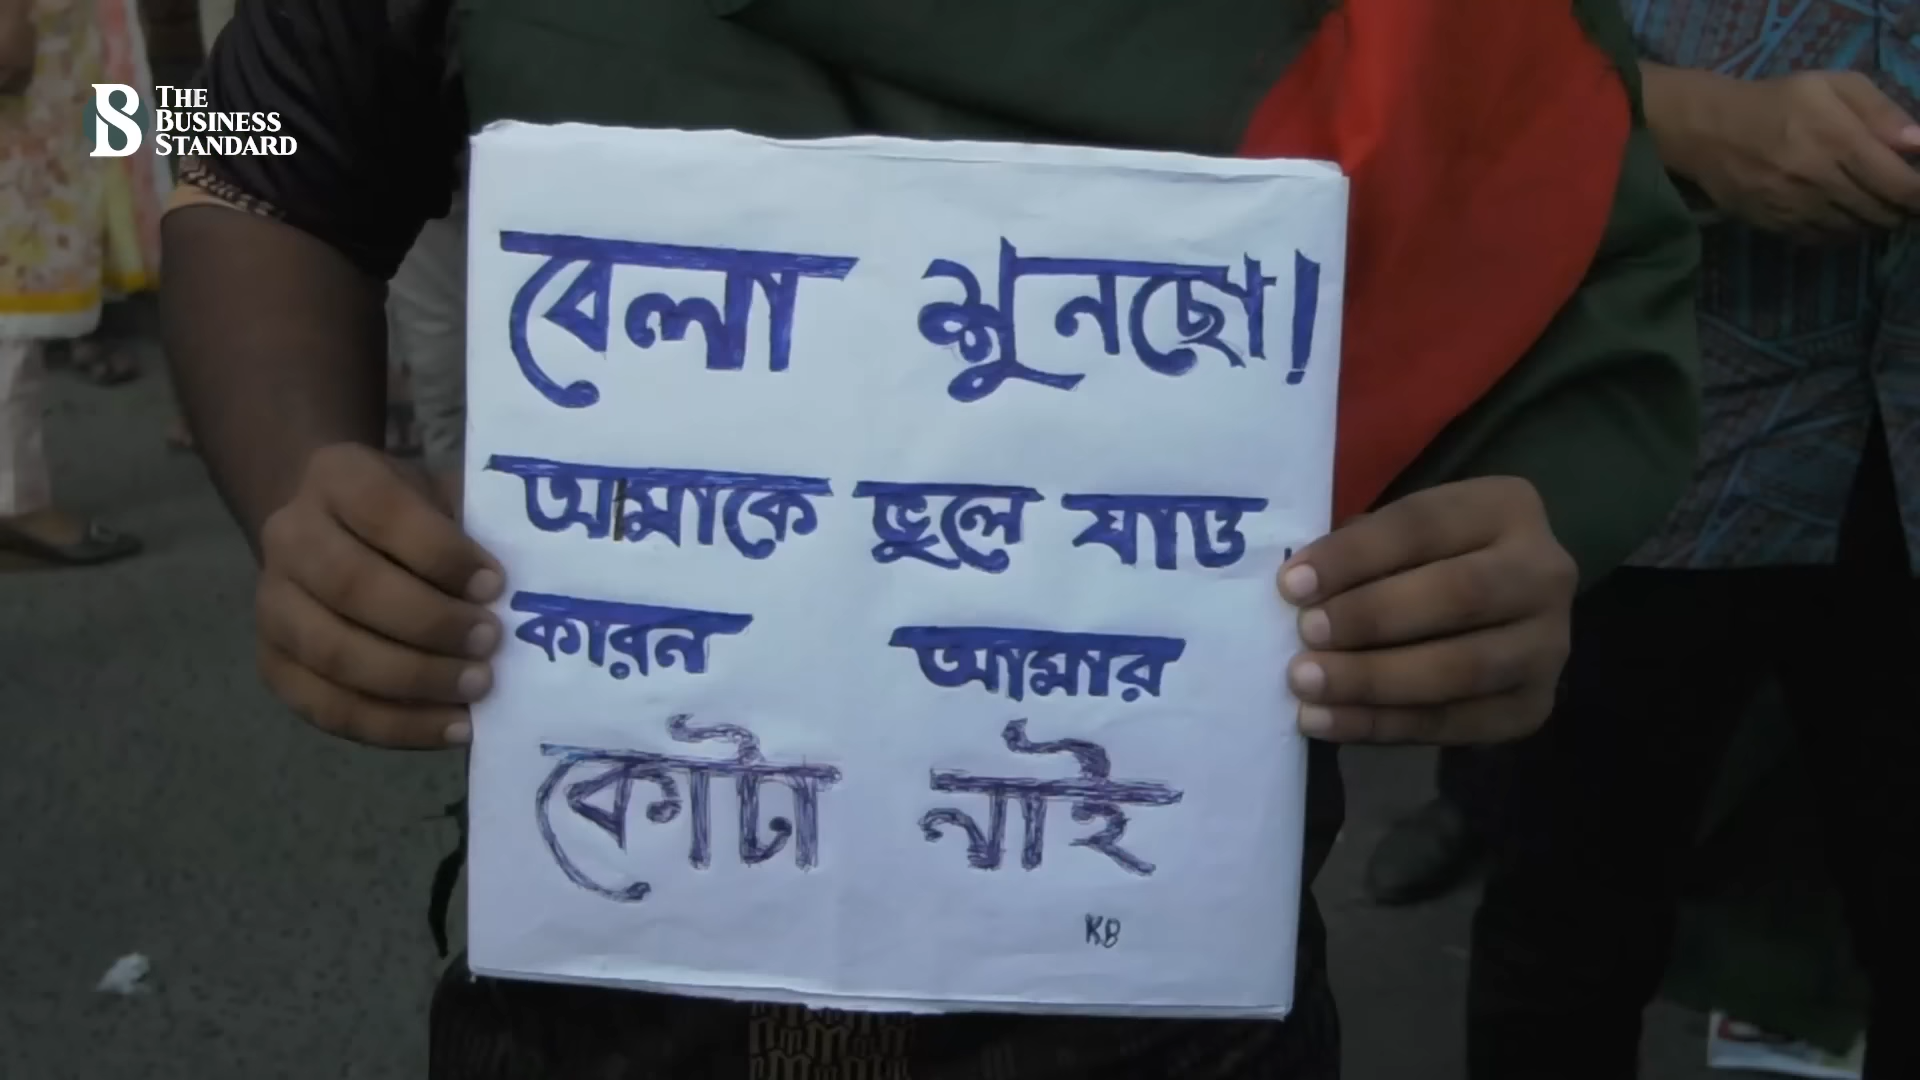 THE
BUSINESS
STANDARD
বেলা শুনছো!
আমাকে ভুলে যাও,
কারন আমার
কোটা নাই
KB